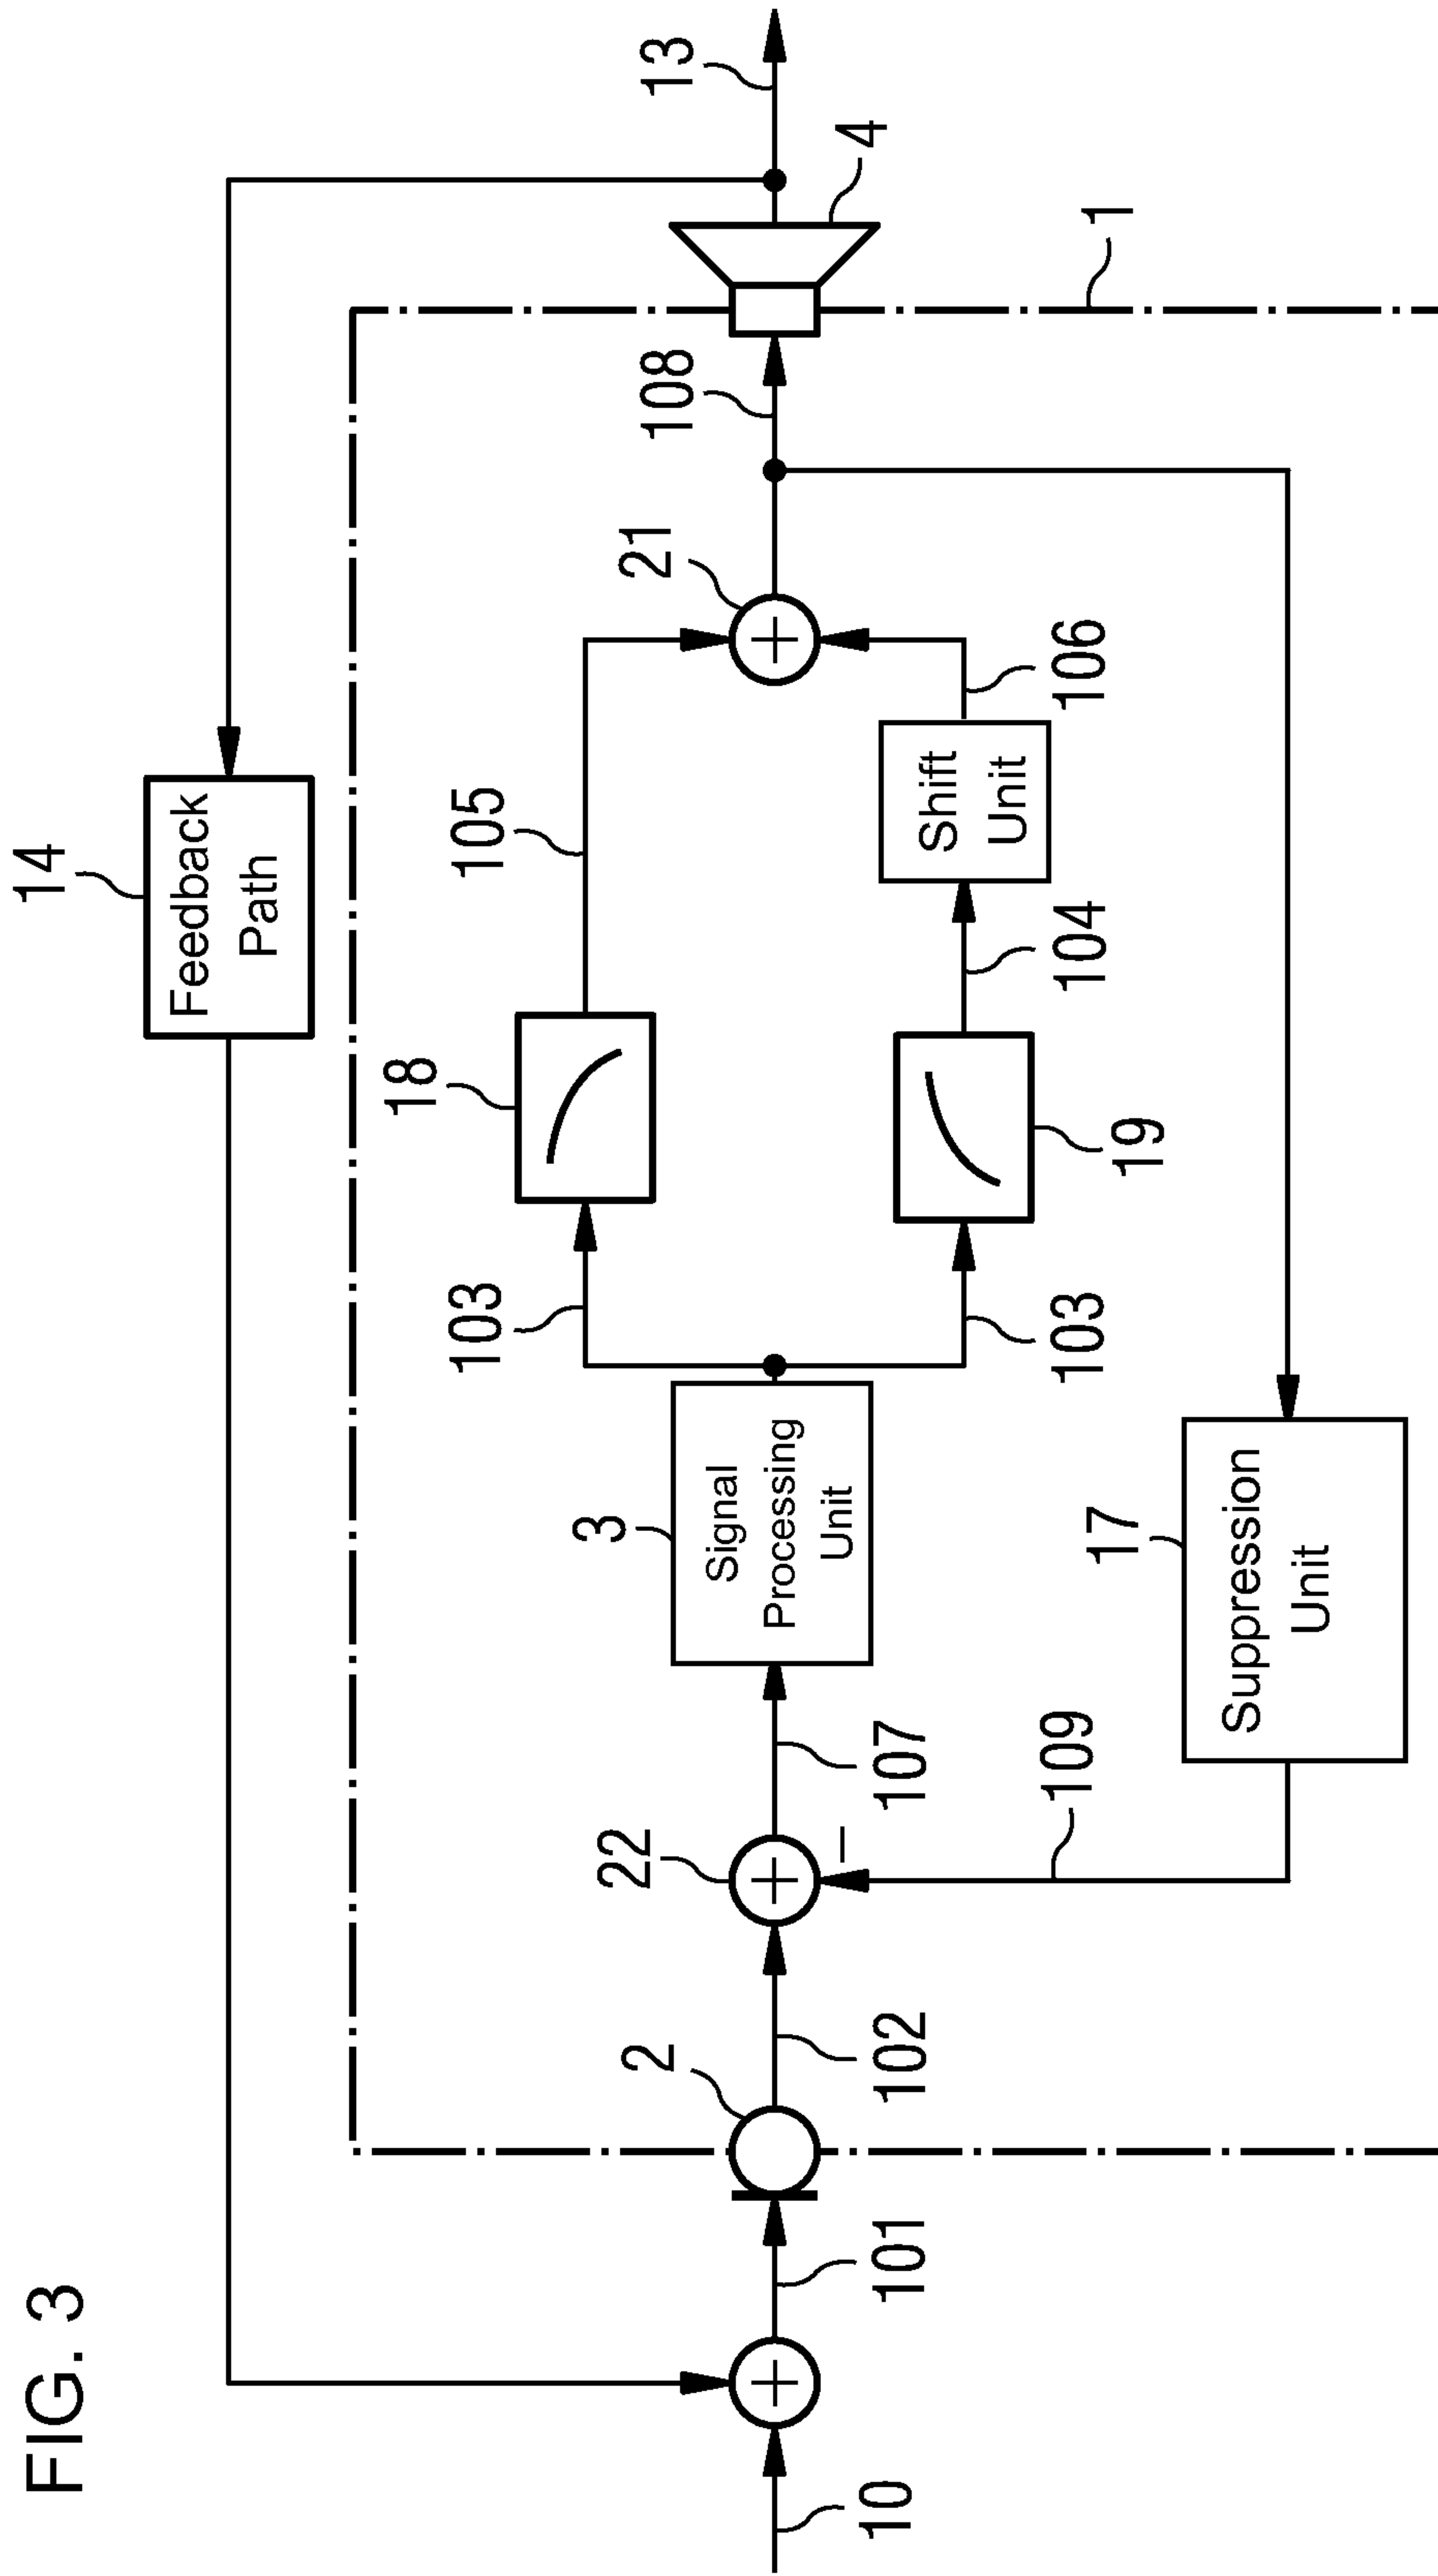 FIG. 3
14
Feedback
Path
13
4
1
108
21
105
18
103
3
Signal
Processing
Unit
103
19
104
Shift
Unit
106
10
101
2
102
22
–
107
109
17
Suppression
Unit